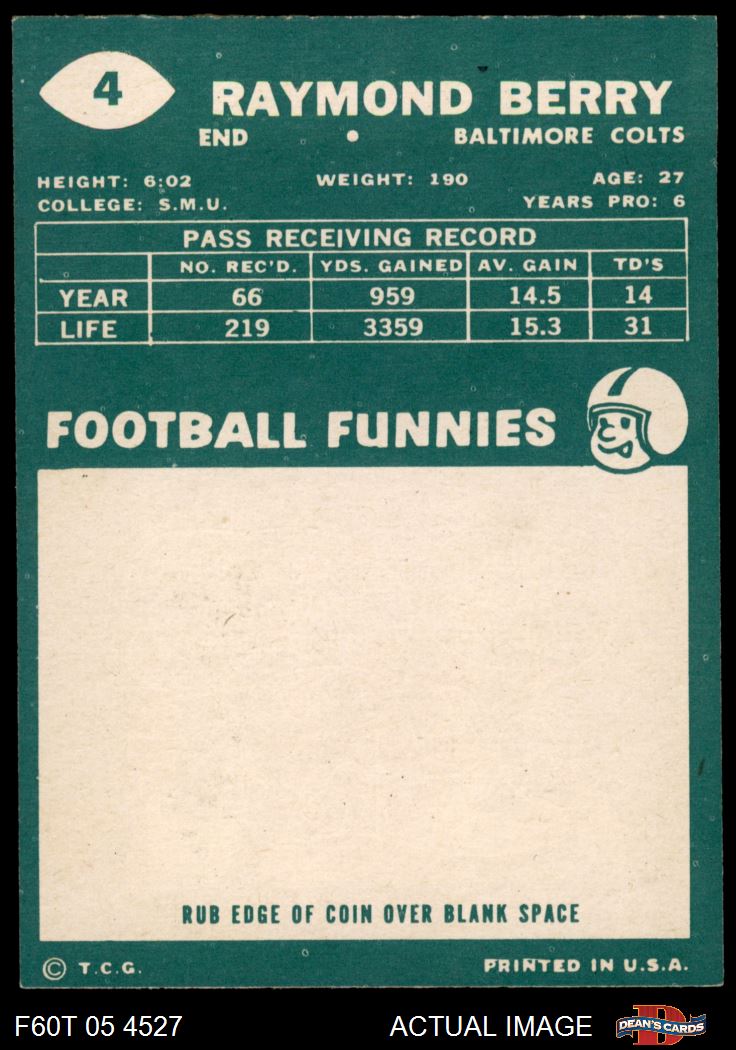 4
RAYMOND BERRY
END • BALTIMORE COLTS
HEIGHT: 6:02 WEIGHT: 190 AGE: 27
COLLEGE: S.M.U. YEARS PRO: 6
PASS RECEIVING RECORD
NO. REC'D. YDS. GAINED AV. GAIN TD'S
YEAR 66 959 14.5 14
LIFE 219 3359 15.3 31
FOOTBALL FUNNIES
RUB EDGE OF COIN OVER BLANK SPACE
© T.C.G. PRINTED IN U.S.A.
F60T 05 4527 ACTUAL IMAGE D DEAN'S CARDS